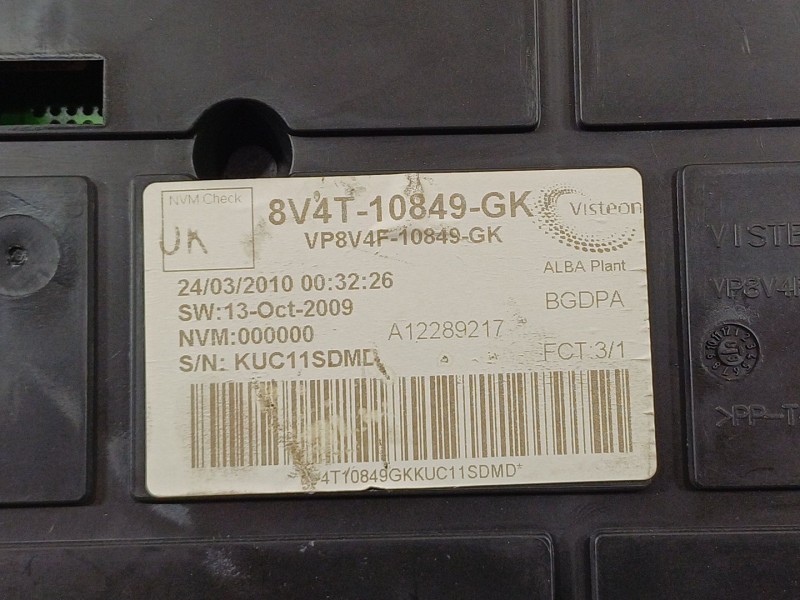 NVM Check
UK
8V4T-10849-GK
VP8V4F-10849-GK
Visteon
ALBA Plant
24/03/2010 00:32:26
SW:13-Oct-2009
BGDPA
NVM:000000
A12289217
S/N: KUC11SDMD
FCT:3/1
4T10849GKKUC11SDMD*
VISTE
VP8V4F
>PP-T